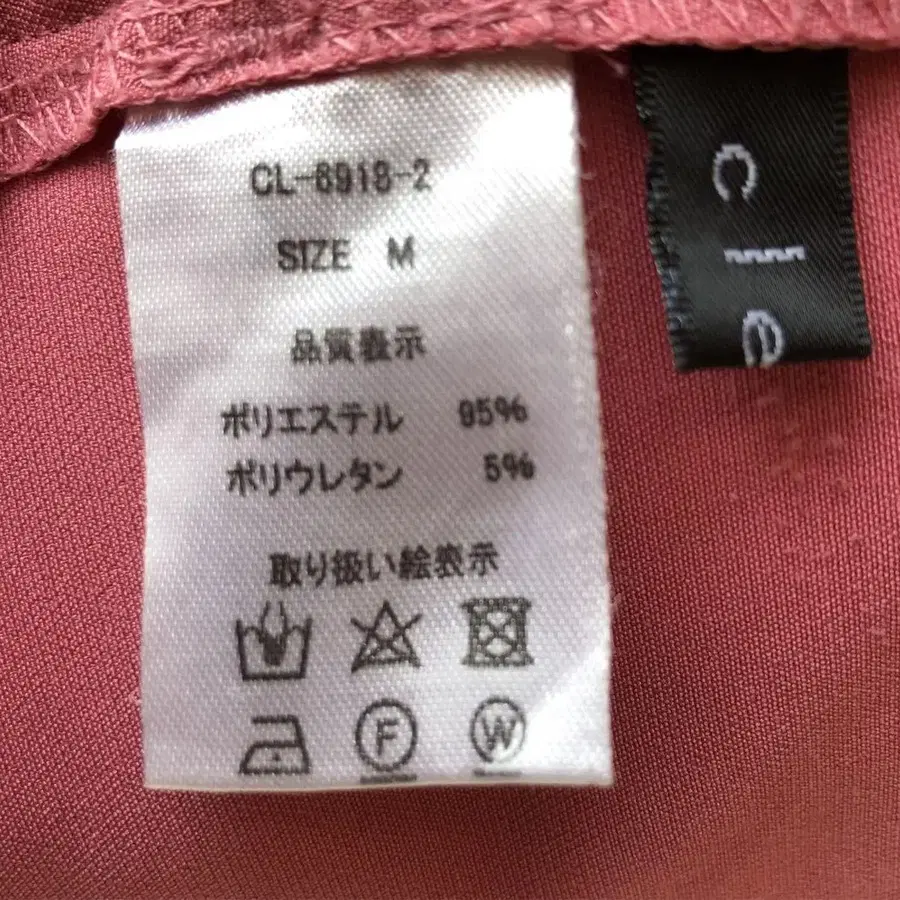 CL-6918-2
SIZE M
品質表示
ポリエステル 95%
ポリウレタン 5%
取り扱い絵表示
F W
c l e